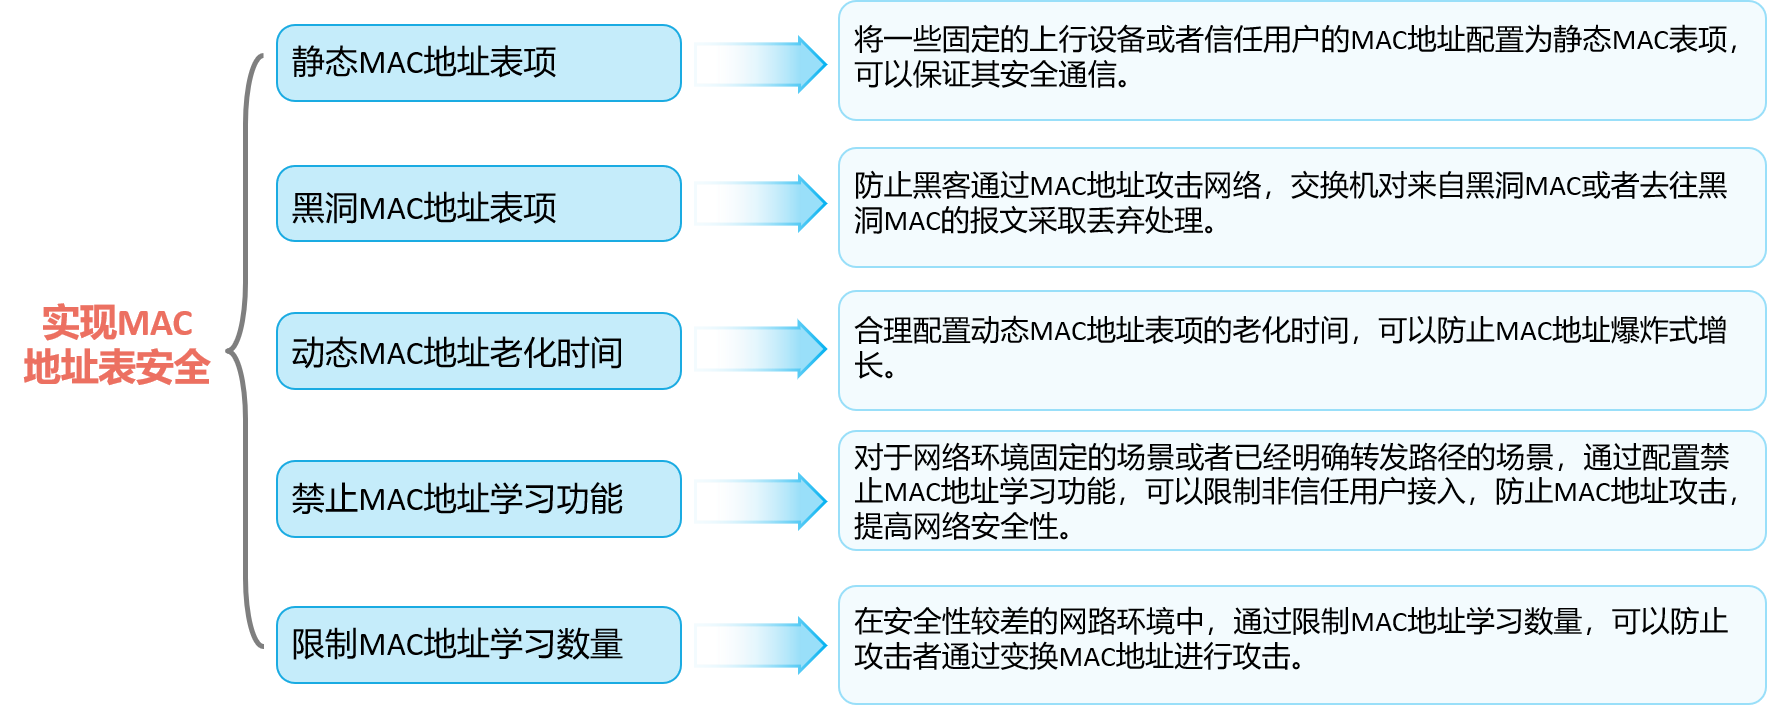 实现MAC
地址表安全
静态MAC地址表项
将一些固定的上行设备或者信任用户的MAC地址配置为静态MAC表项，
可以保证其安全通信。
黑洞MAC地址表项
防止黑客通过MAC地址攻击网络，交换机对来自黑洞MAC或者去往黑
洞MAC的报文采取丢弃处理。
动态MAC地址老化时间
合理配置动态MAC地址表项的老化时间，可以防止MAC地址爆炸式增
长。
禁止MAC地址学习功能
对于网络环境固定的场景或者已经明确转发路径的场景，通过配置禁
止MAC地址学习功能，可以限制非信任用户接入，防止MAC地址攻击，
提高网络安全性。
限制MAC地址学习数量
在安全性较差的网路环境中，通过限制MAC地址学习数量，可以防止
攻击者通过变换MAC地址进行攻击。